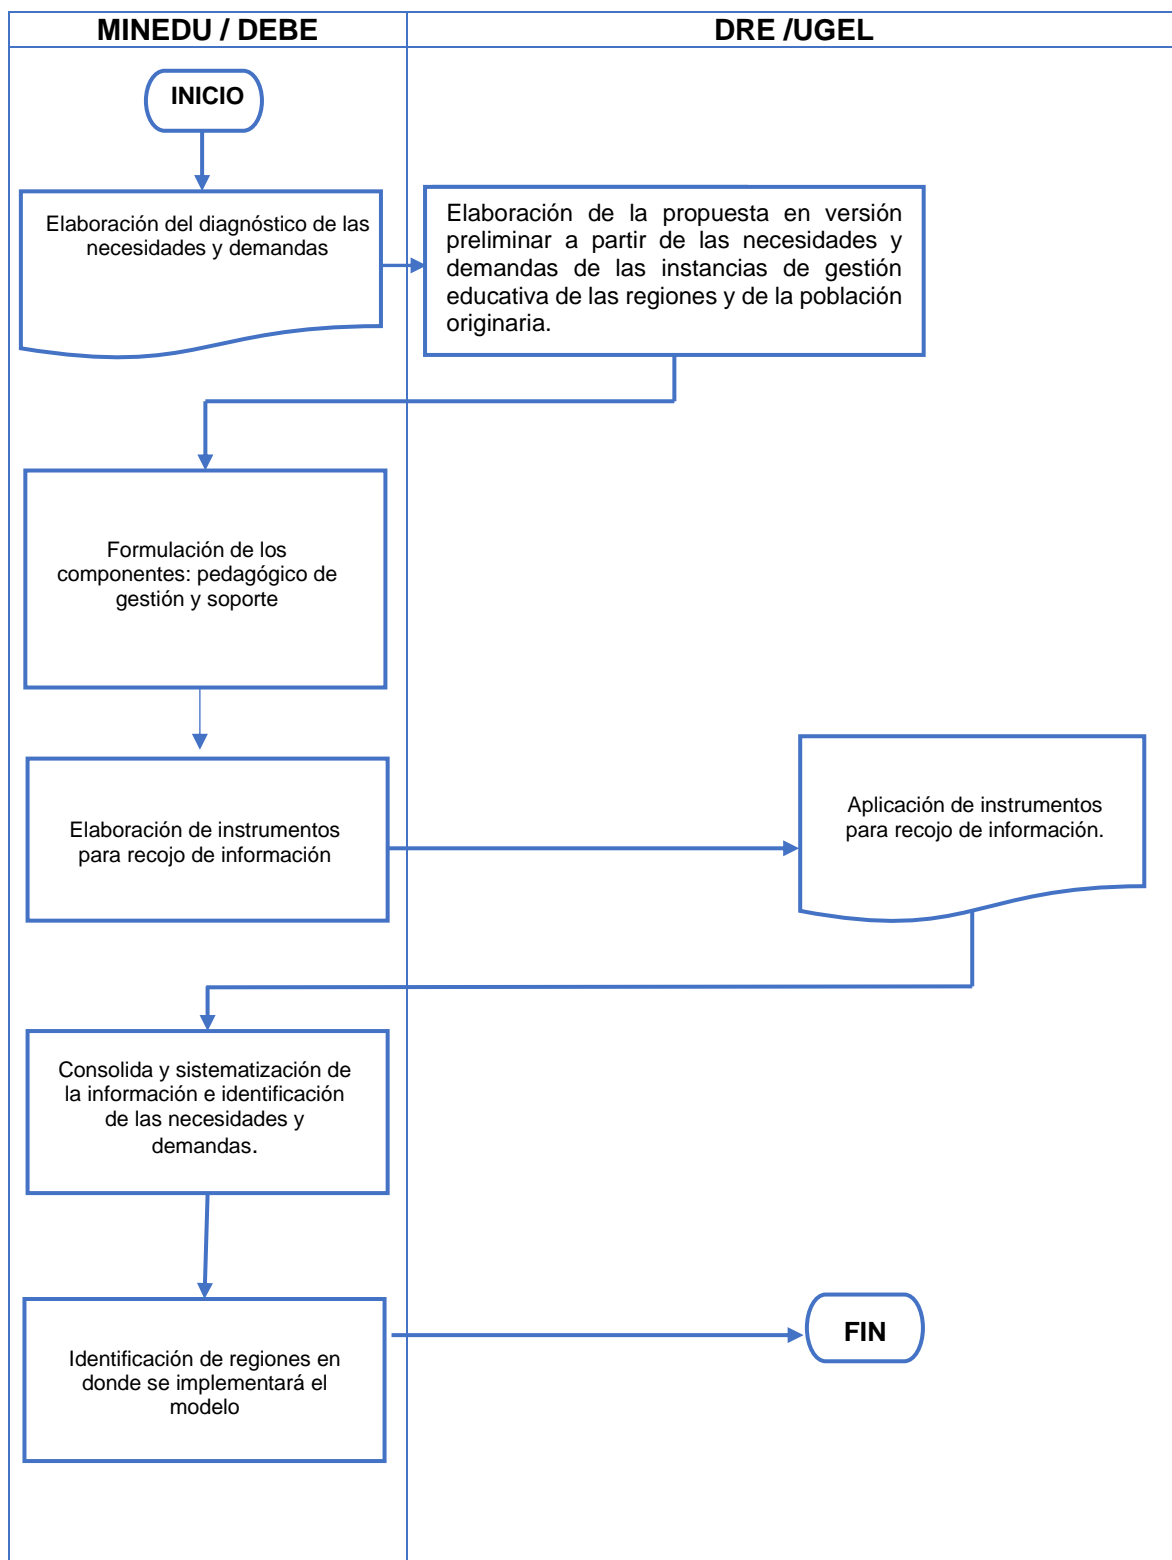 MINEDU / DEBE
DRE /UGEL
INICIO
Elaboración del diagnóstico de las
necesidades y demandas
Elaboración de la propuesta en versión
preliminar a partir de las necesidades y
demandas de las instancias de gestión
educativa de las regiones y de la población
originaria.
Formulación de los
componentes: pedagógico de
gestión y soporte
Elaboración de instrumentos
para recojo de información
Aplicación de instrumentos
para recojo de información.
Consolida y sistematización de
la información e identificación
de las necesidades y
demandas.
Identificación de regiones en
donde se implementará el
modelo
FIN